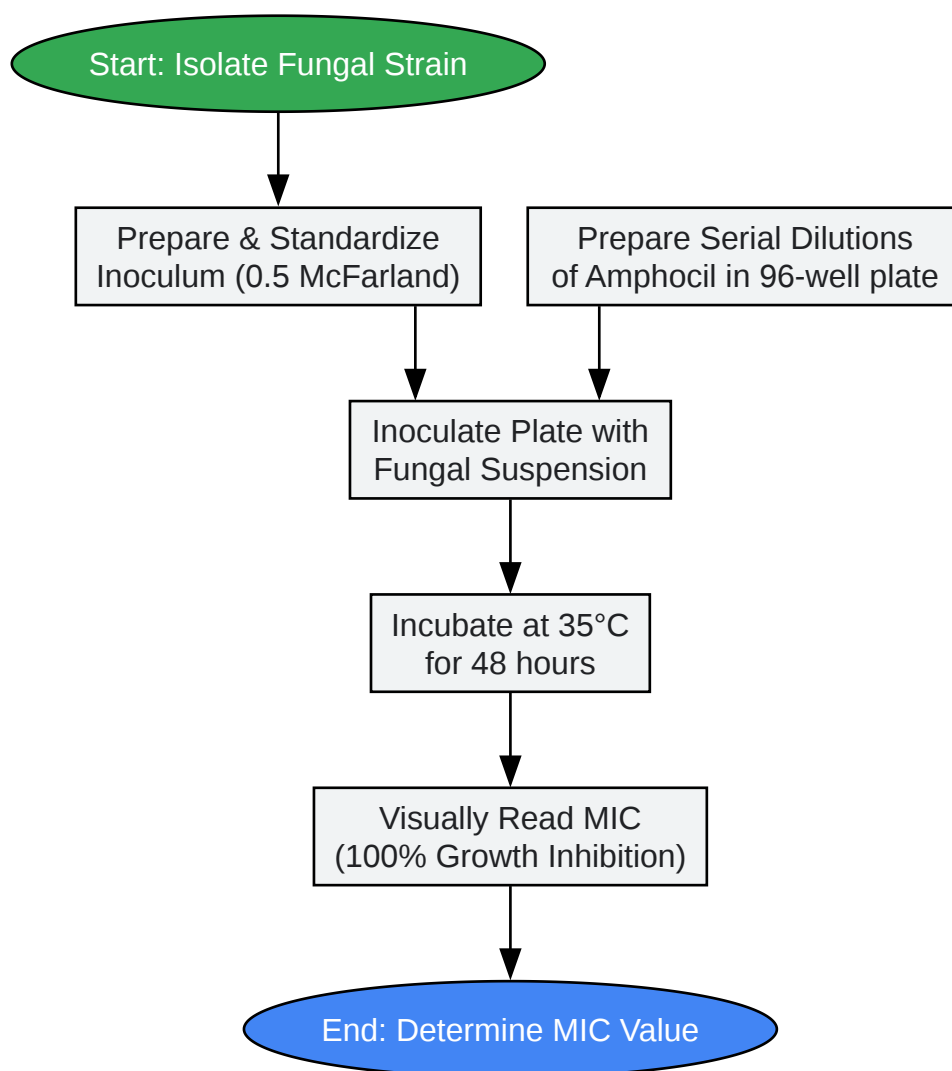 Start: Isolate Fungal Strain
Prepare & Standardize
Inoculum (0.5 McFarland)
Prepare Serial Dilutions
of Amphocil in 96-well plate
Inoculate Plate with
Fungal Suspension
Incubate at 35°C
for 48 hours
Visually Read MIC
(100% Growth Inhibition)
End: Determine MIC Value